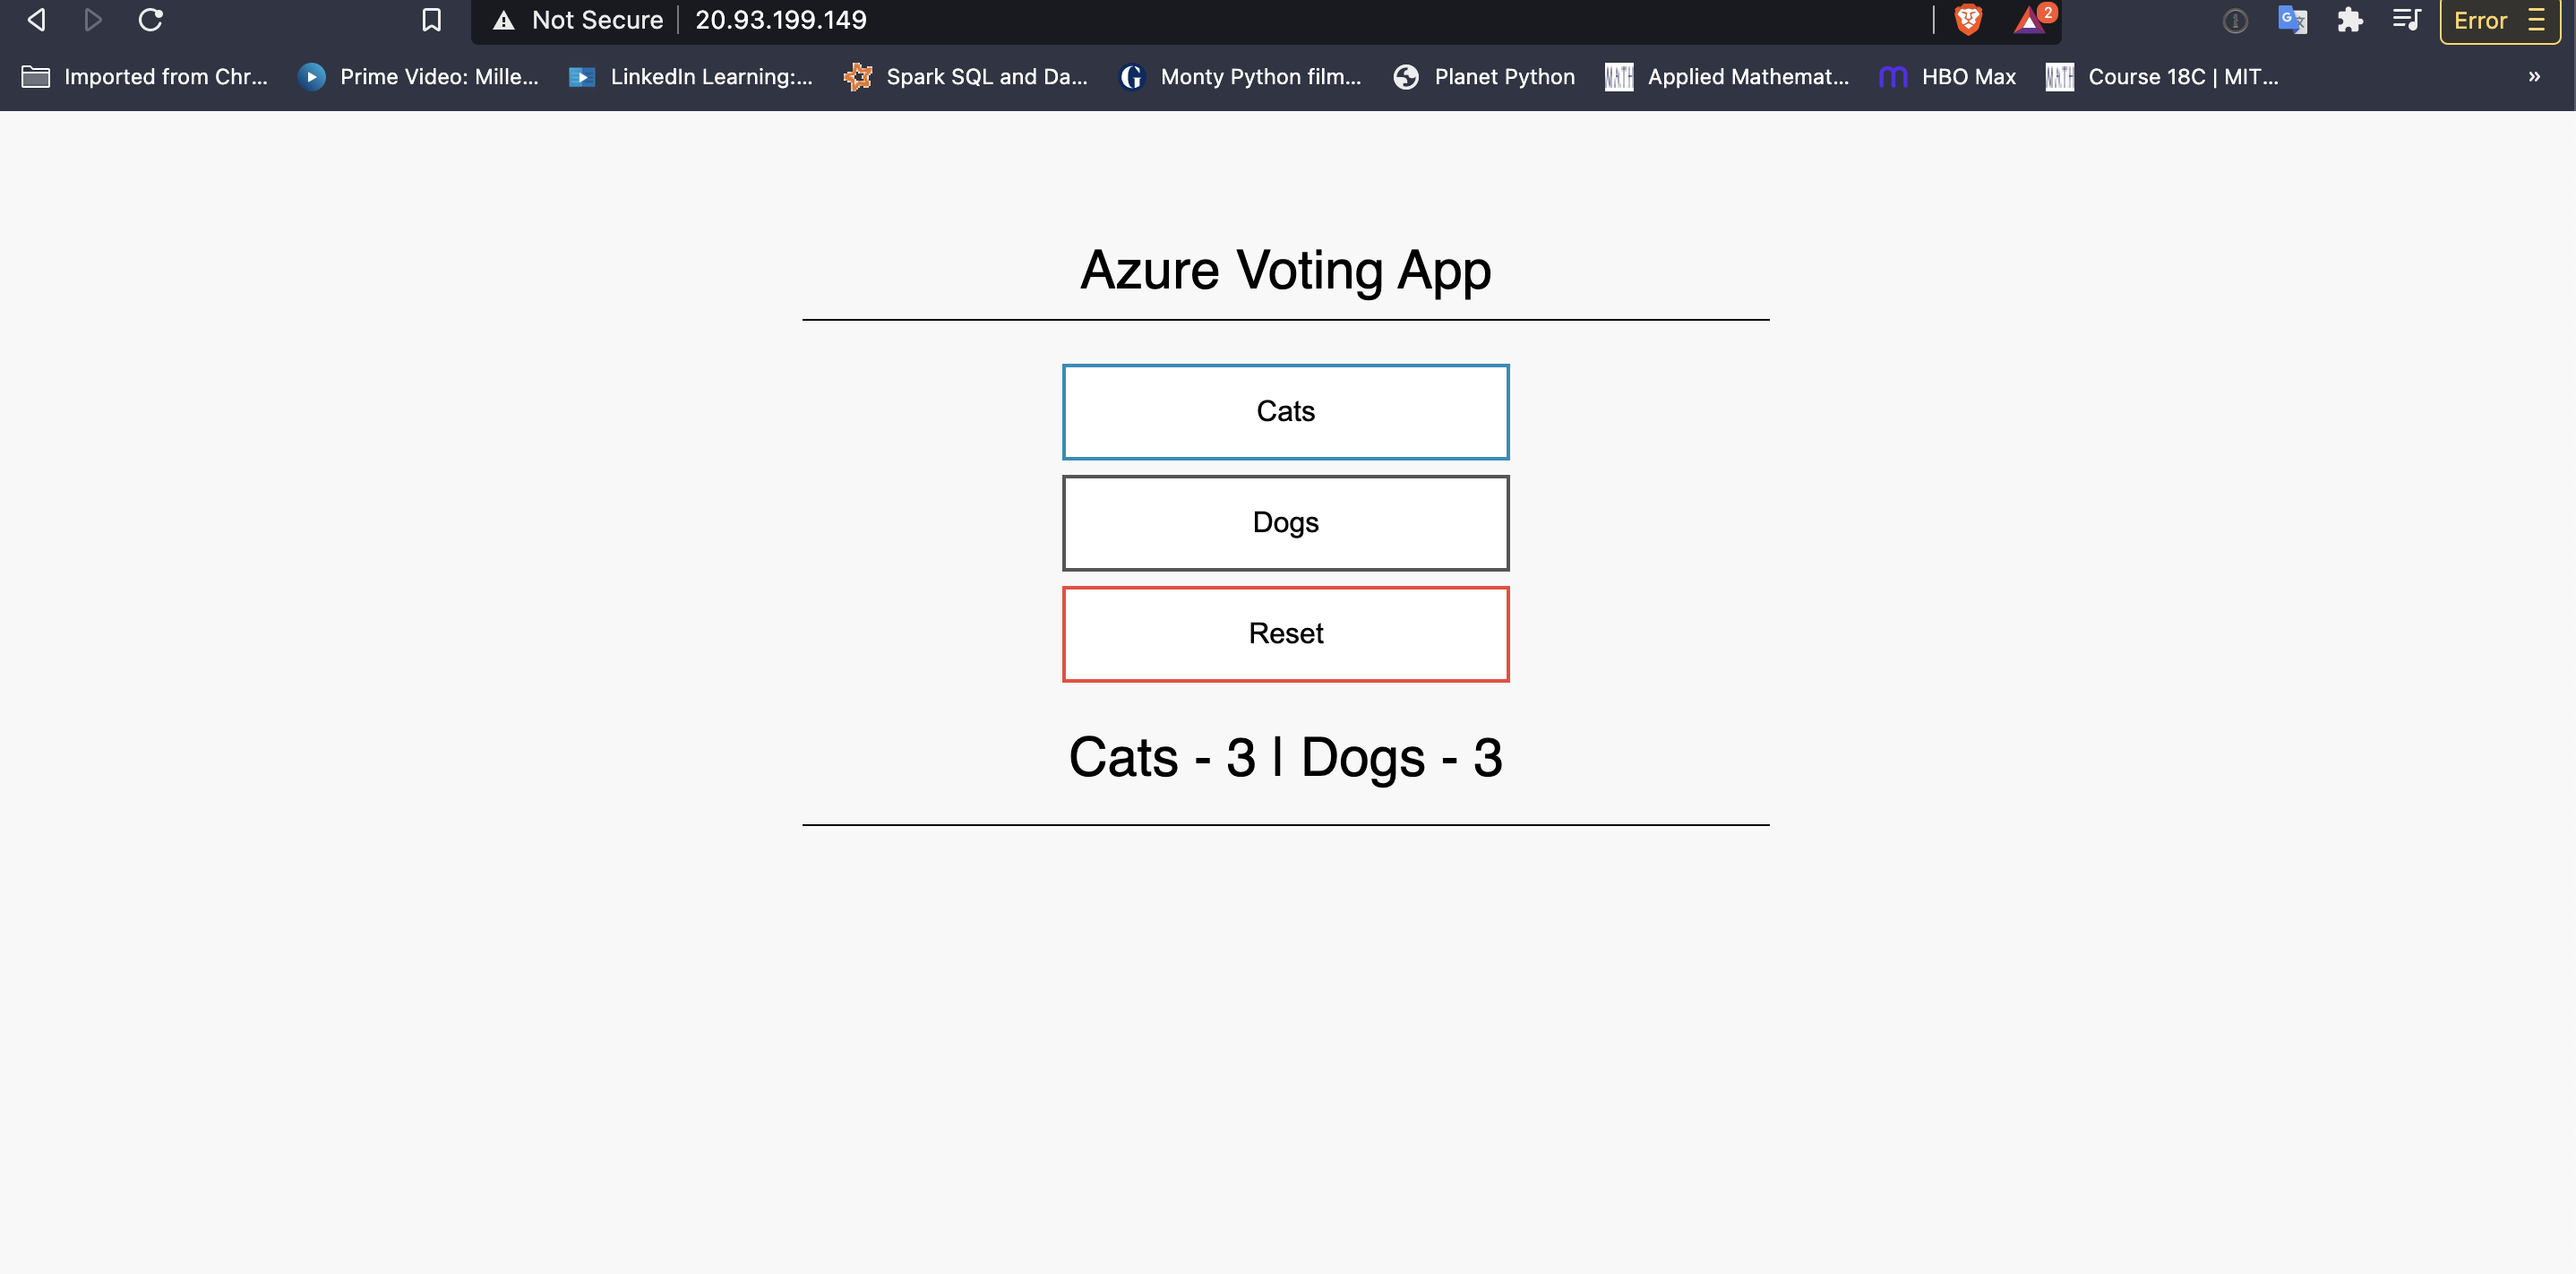 Not Secure | 20.93.199.149 2 Error
Imported from Chr... Prime Video: Mille... LinkedIn Learning:... Spark SQL and Da... G Monty Python film... Planet Python MATH Applied Mathemat... m HBO Max MATH Course 18C | MIT... »
Azure Voting App
Cats
Dogs
Reset
Cats - 3 | Dogs - 3